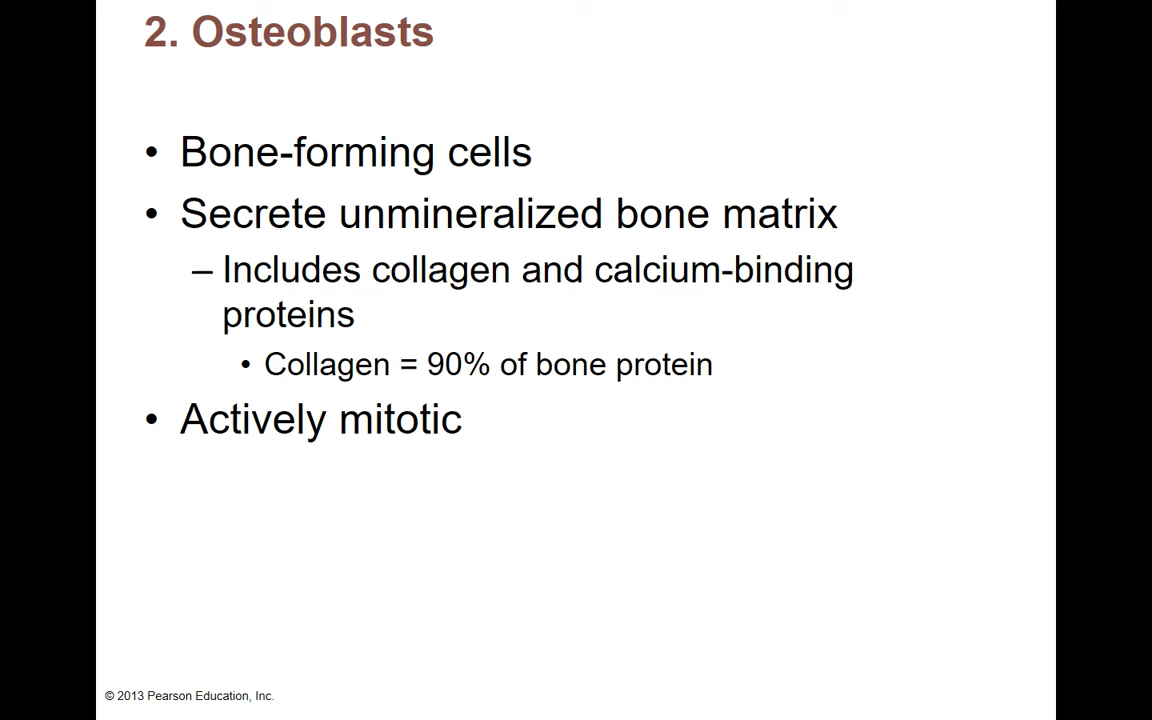 2. Osteoblasts
• Bone-forming cells
• Secrete unmineralized bone matrix
– Includes collagen and calcium-binding
proteins
• Collagen = 90% of bone protein
• Actively mitotic
© 2013 Pearson Education, Inc.